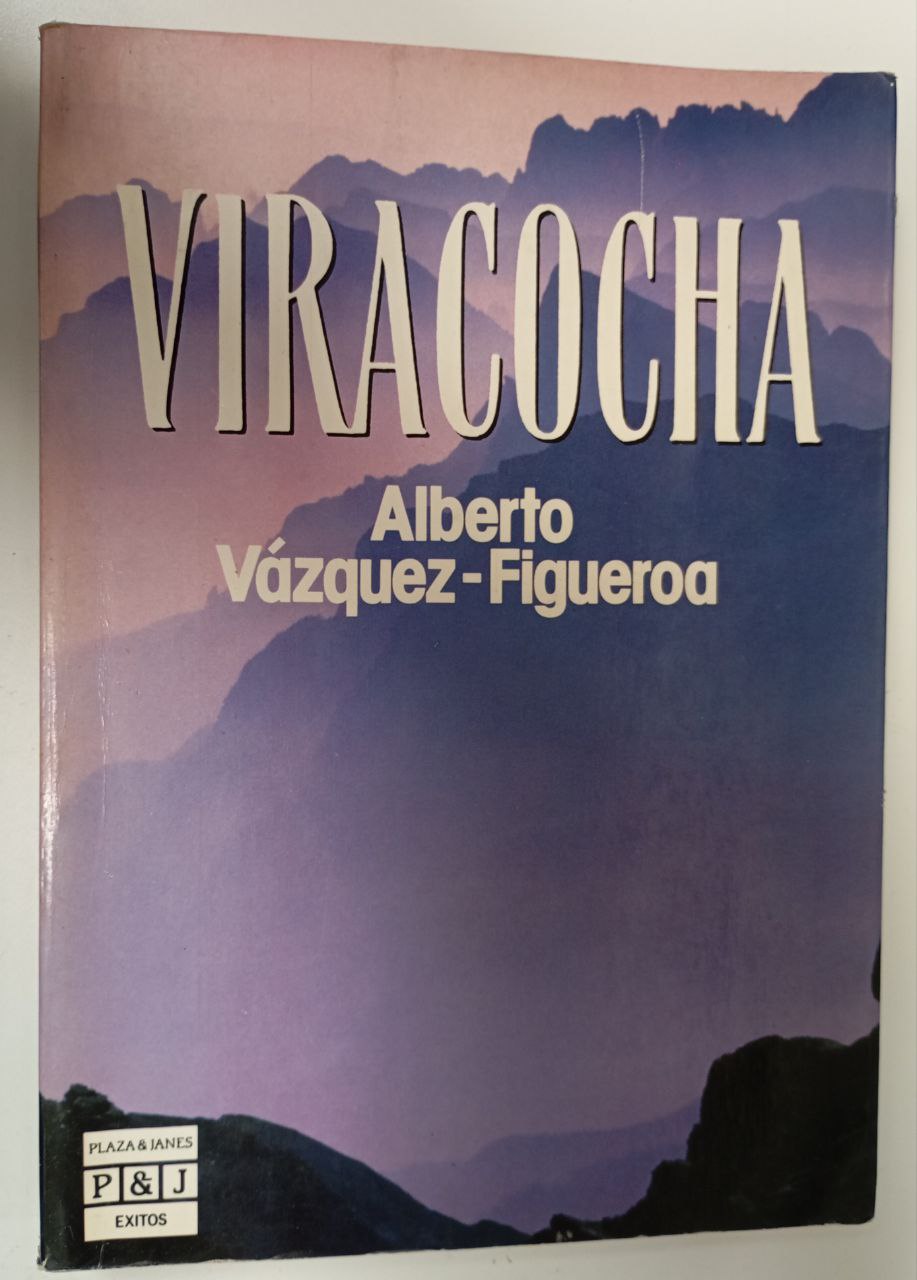 VIRACOCHA
Alberto
Vázquez-Figueroa
PLAZA & JANES
P & J
EXITOS